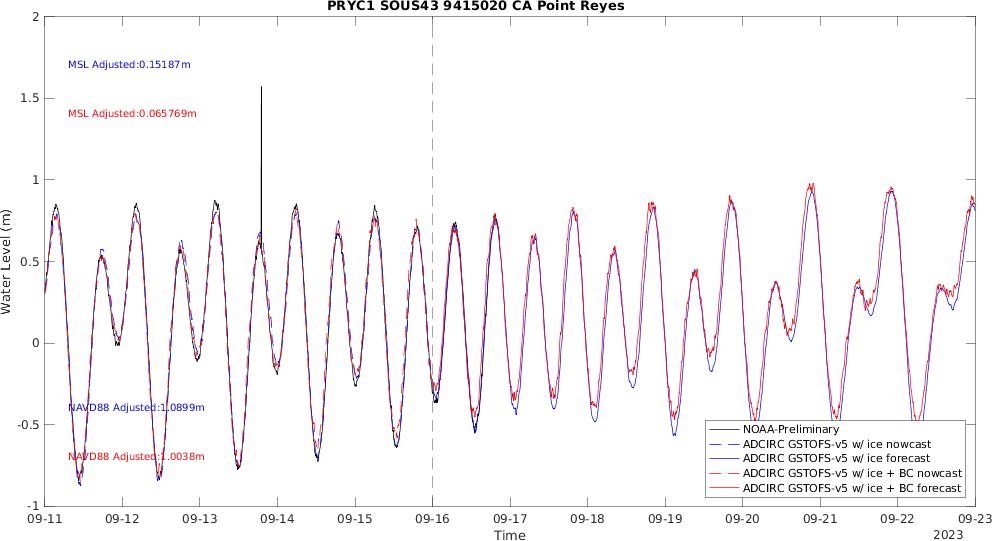 PRYC1 SOUS43 9415020 CA Point Reyes
2
1.5
1
0.5
0
-0.5
-1
Water Level (m)
MSL Adjusted:0.15187m
MSL Adjusted:0.065769m
NAVD88 Adjusted:1.0899m
NAVD88 Adjusted:1.0038m
NOAA-Preliminary
ADCIRC GSTOFS-v5 w/ ice nowcast
ADCIRC GSTOFS-v5 w/ ice forecast
ADCIRC GSTOFS-v5 w/ ice + BC nowcast
ADCIRC GSTOFS-v5 w/ ice + BC forecast
09-11 09-12 09-13 09-14 09-15 09-16 09-17 09-18 09-19 09-20 09-21 09-22 09-23
Time
2023